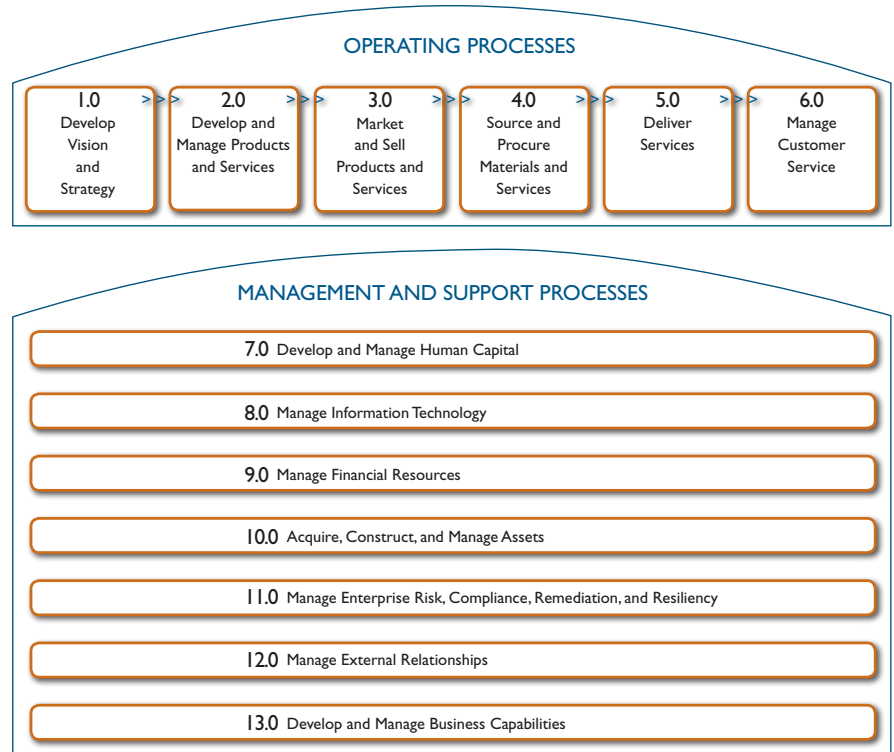 OPERATING PROCESSES
1.0 > > > 2.0 > > > 3.0 > > > 4.0 > > > 5.0 > > > 6.0
Develop
Vision
and
Strategy
Develop and
Manage Products
and Services
Market
and Sell
Products and
Services
Source and
Procure
Materials and
Services
Deliver
Services
Manage
Customer
Service
MANAGEMENT AND SUPPORT PROCESSES
7.0 Develop and Manage Human Capital
8.0 Manage Information Technology
9.0 Manage Financial Resources
10.0 Acquire, Construct, and Manage Assets
11.0 Manage Enterprise Risk, Compliance, Remediation, and Resiliency
12.0 Manage External Relationships
13.0 Develop and Manage Business Capabilities